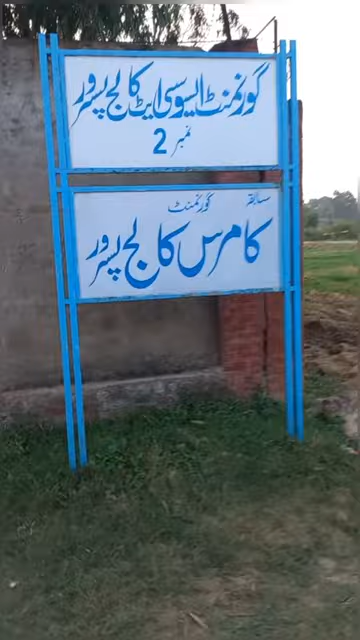 گورنمنٹ ایسوسی ایٹ کالج پسرور
نمبر 2
سابقہ گورنمنٹ
کامرس کالج پسرور